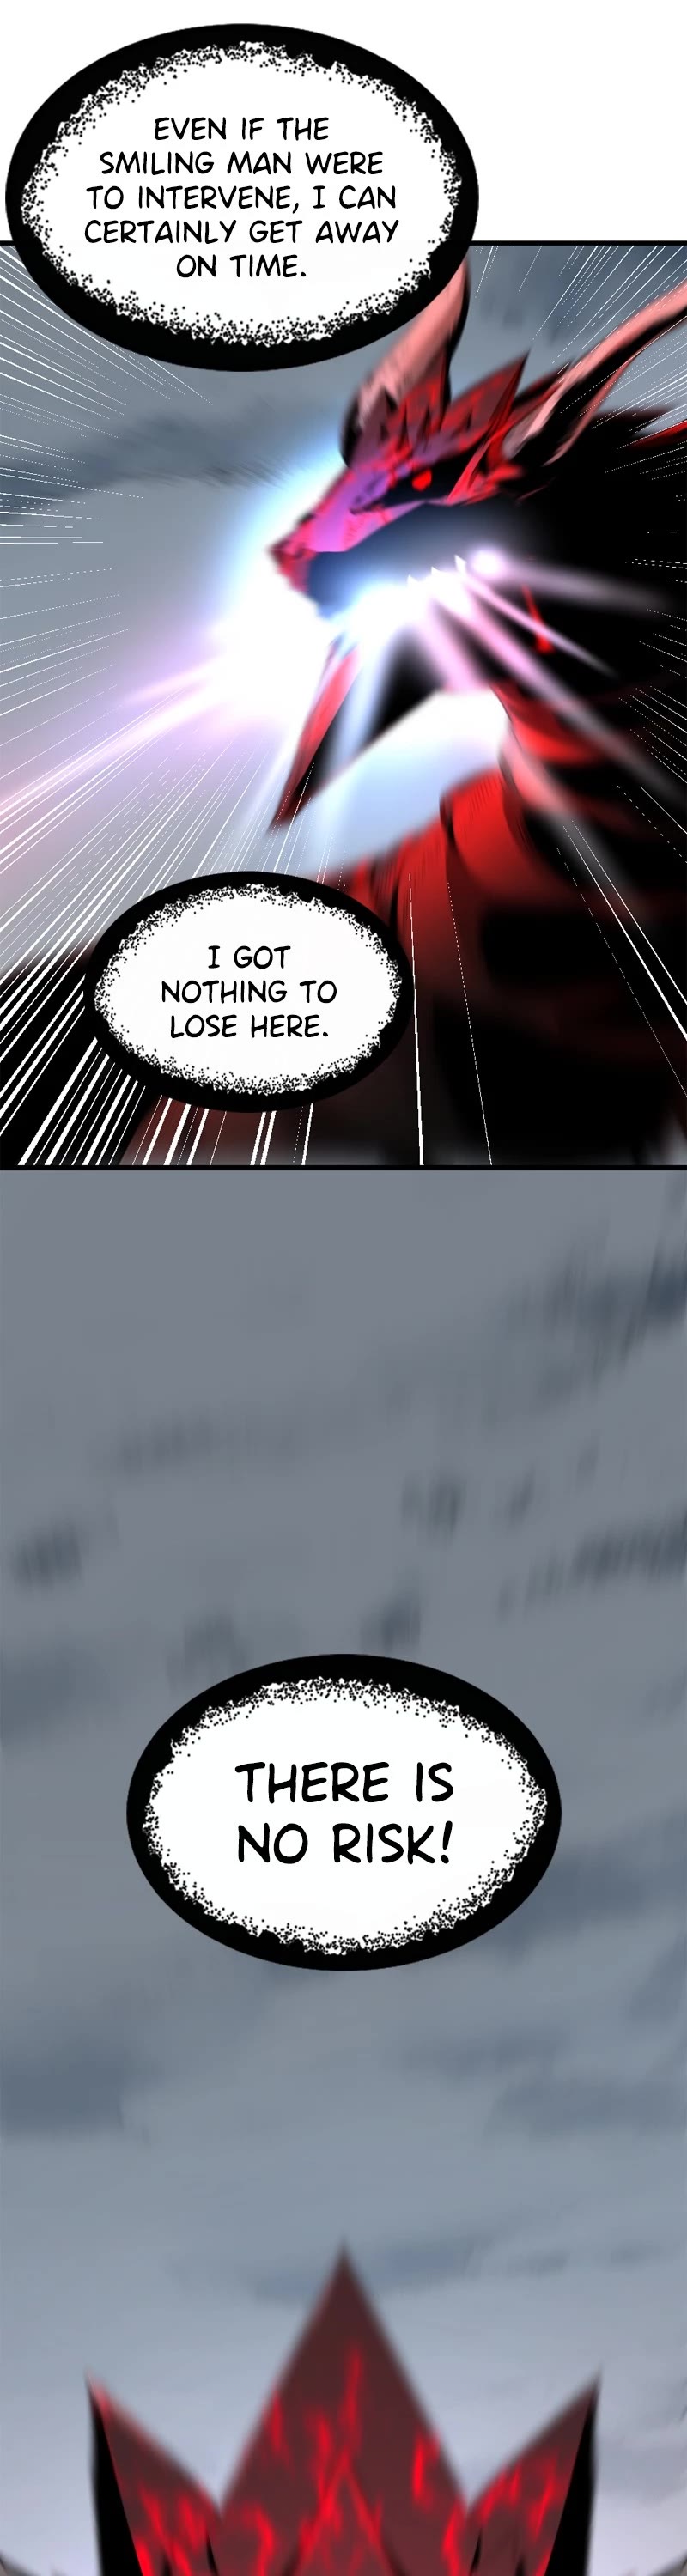 EVEN IF THE
SMILING MAN WERE
TO INTERVENE, I CAN
CERTAINLY GET AWAY
ON TIME.
I GOT
NOTHING TO
LOSE HERE.
THERE IS
NO RISK!